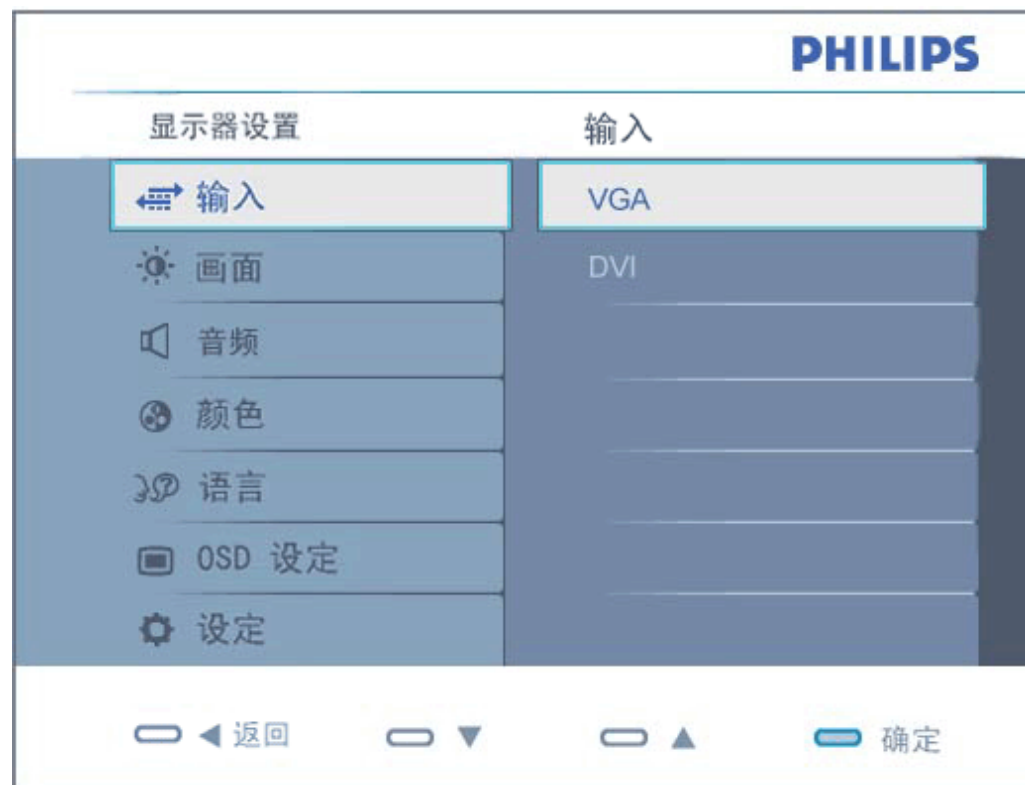 PHILIPS
显示器设置 输入
输入 VGA
画面 DVI
音频
颜色
语言
OSD 设定
设定
返回 确定